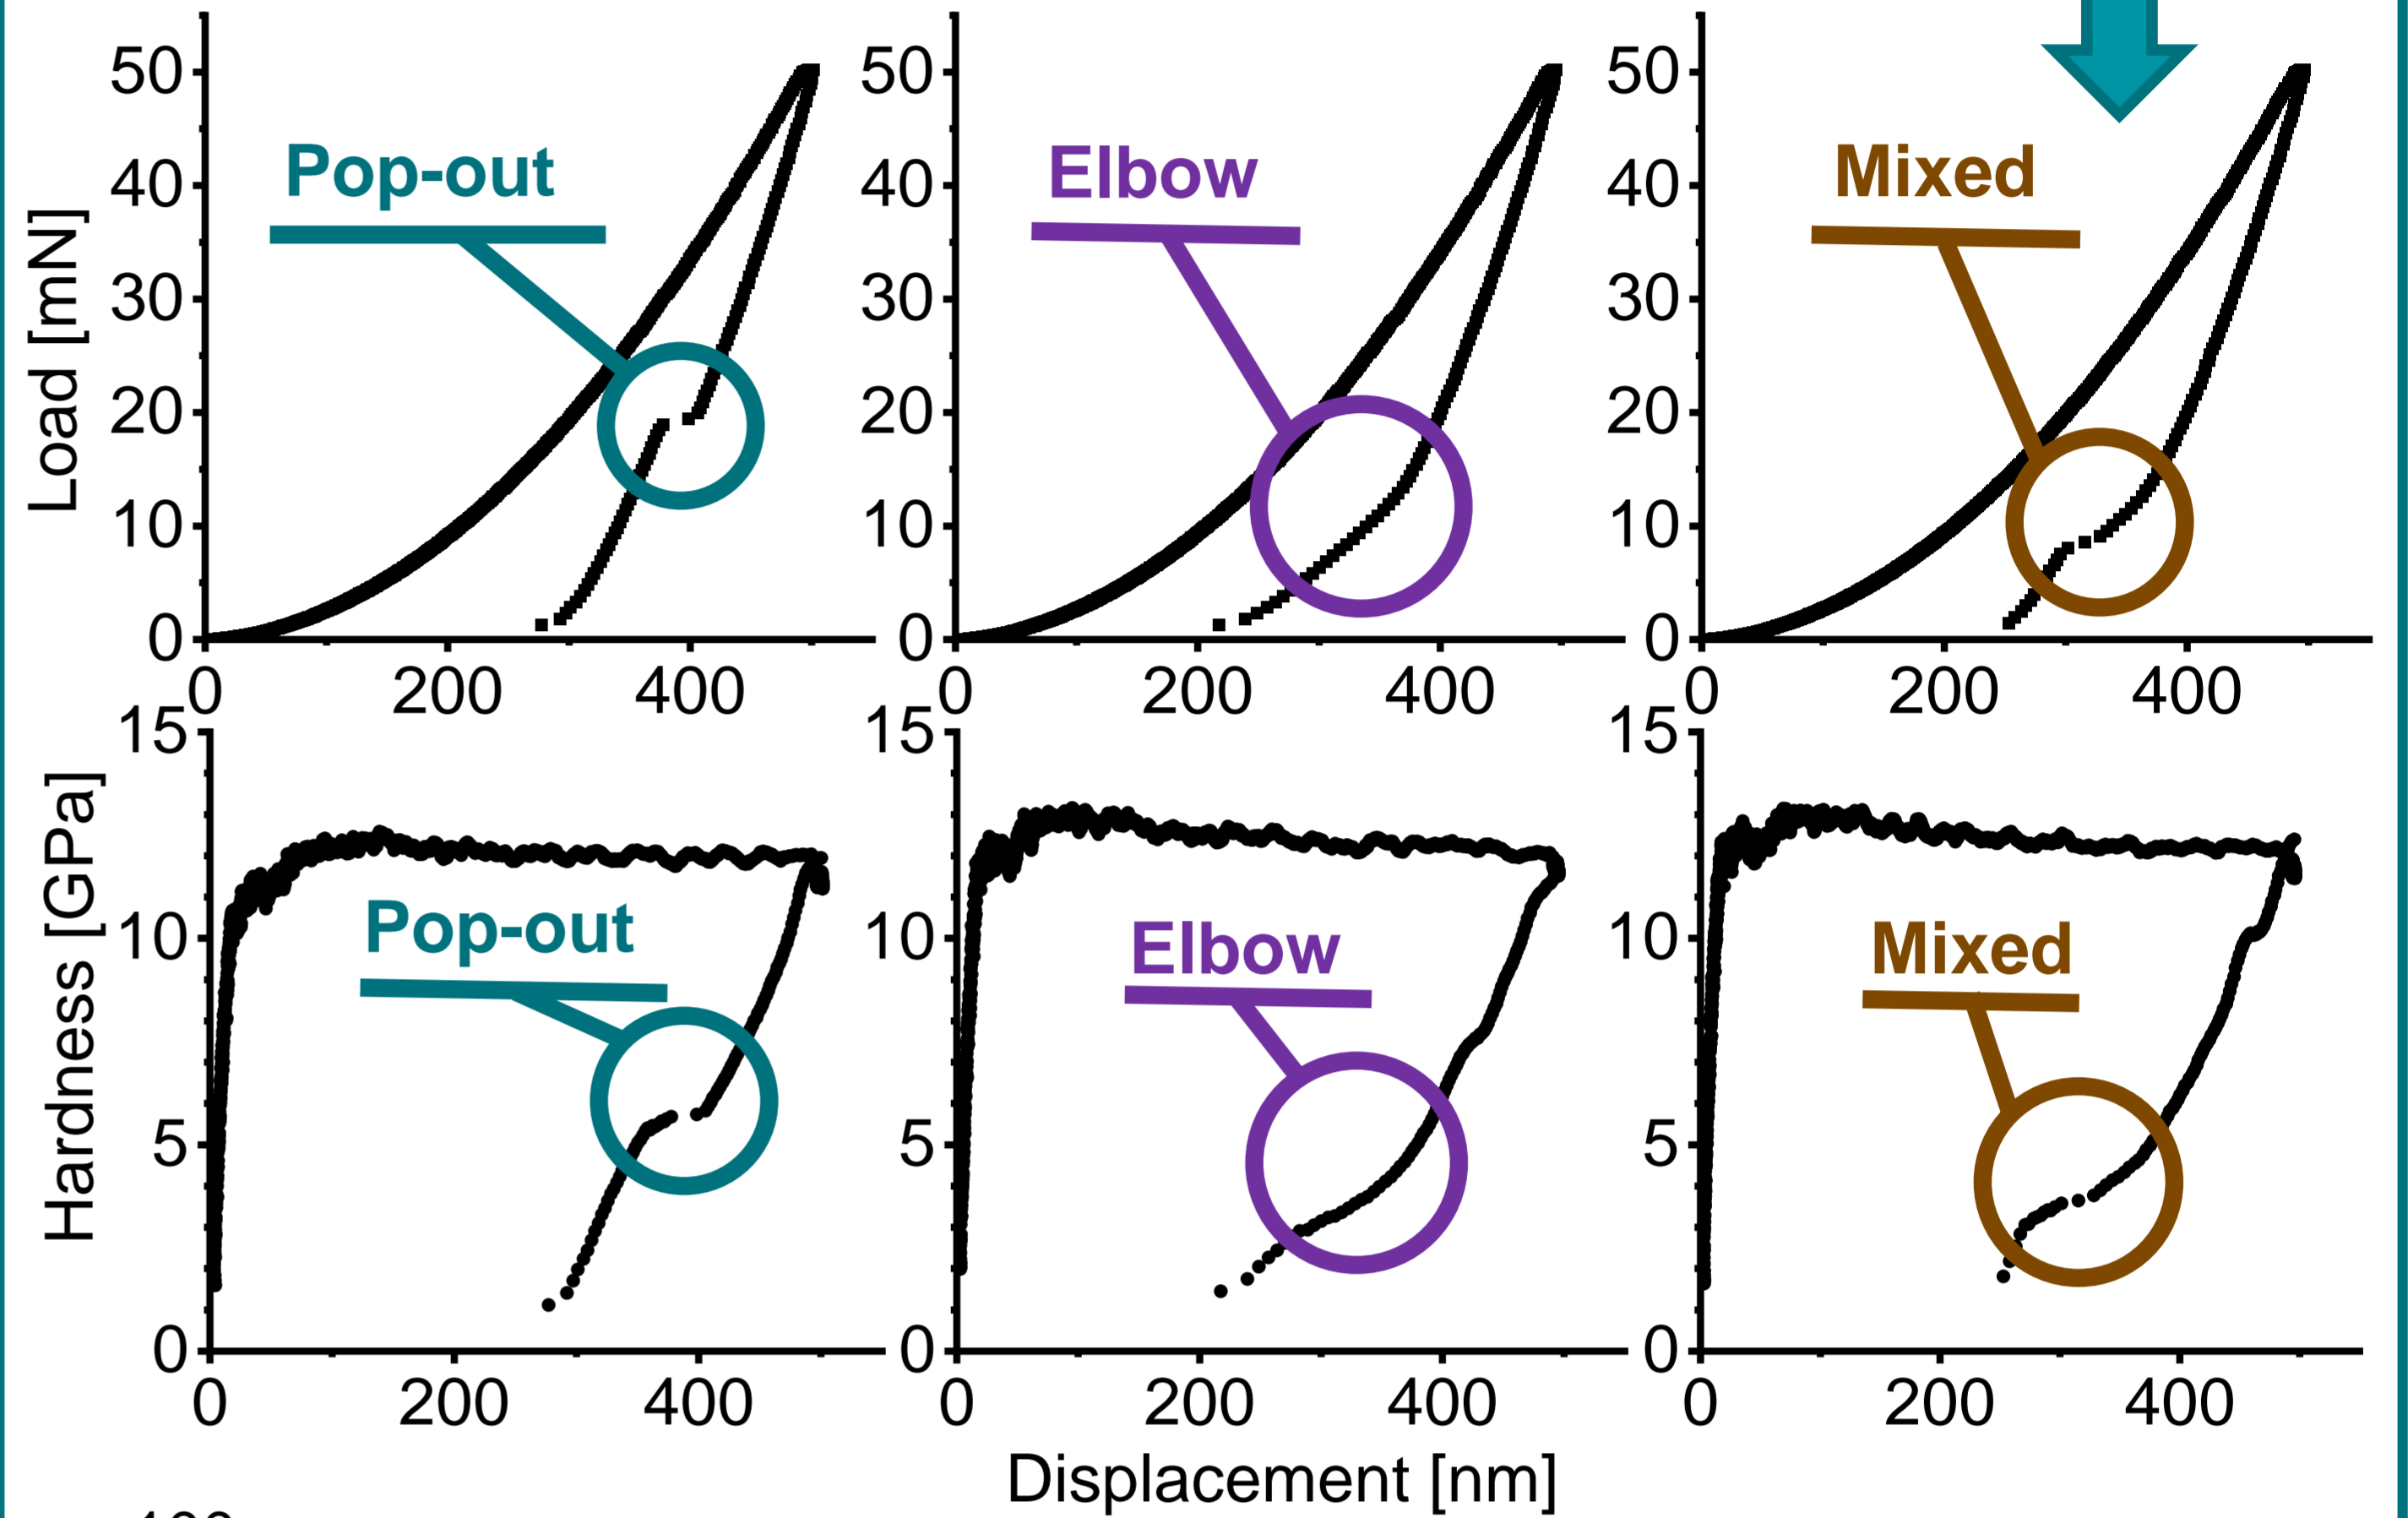 50 50 50
Pop-out Elbow Mixed
40 40 40
Load [mN]
30 30 30
20 20 20
10 10 10
0 0 0
0 200 400 0 200 400 0 200 400
15 15 15
Hardness [GPa]
Pop-out Elbow Mixed
10 10 10
5 5 5
0 0 0
0 200 400 0 200 400 0 200 400
Displacement [nm]